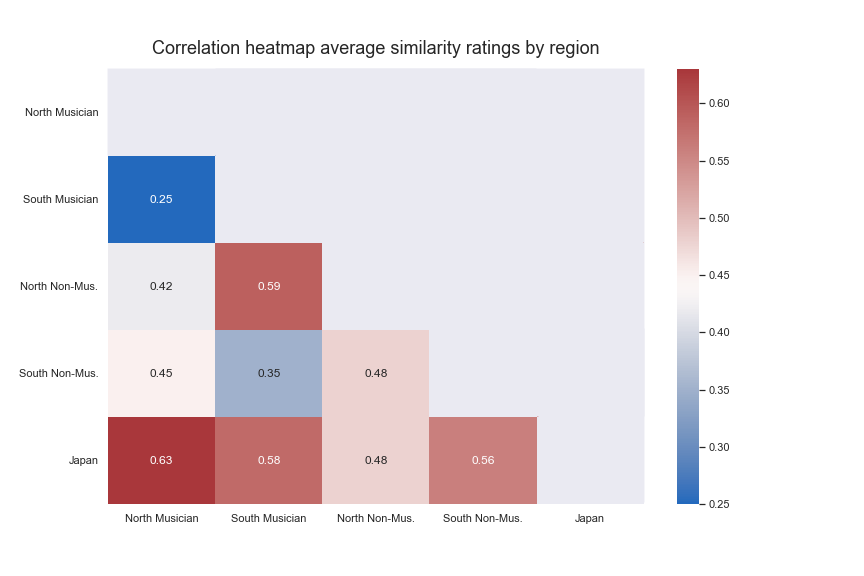 Correlation heatmap average similarity ratings by region
North Musician
South Musician
0.25
North Non-Mus.
0.42 0.59
South Non-Mus.
0.45 0.35 0.48
Japan
0.63 0.58 0.48 0.56
North Musician South Musician North Non-Mus. South Non-Mus. Japan
0.60
0.55
0.50
0.45
0.40
0.35
0.30
0.25